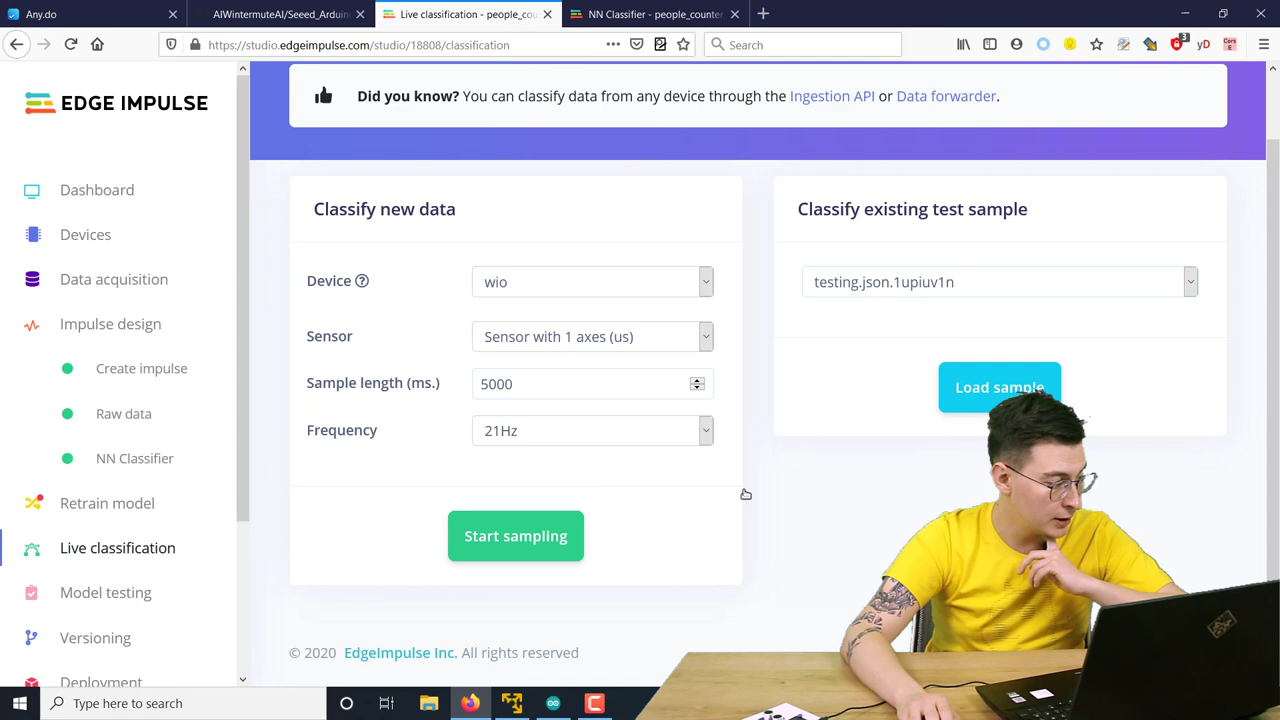 Any.do
AIWintermuteAI/Seeed_Arduin
Live classification - people_cou
NN Classifier - people_counter
https://studio.edgeimpulse.com/studio/18808/classification
Search
3
yD
EDGE IMPULSE
Did you know? You can classify data from any device through the Ingestion API or Data forwarder.
Dashboard
Devices
Data acquisition
Impulse design
Create impulse
Raw data
NN Classifier
Retrain model
Live classification
Model testing
Versioning
Deployment
Classify new data
Device
wio
Sensor
Sensor with 1 axes (us)
Sample length (ms.)
5000
Frequency
21Hz
Start sampling
Classify existing test sample
testing.json.1upiuv1n
Load sample
© 2020 EdgeImpulse Inc. All rights reserved
Type here to search